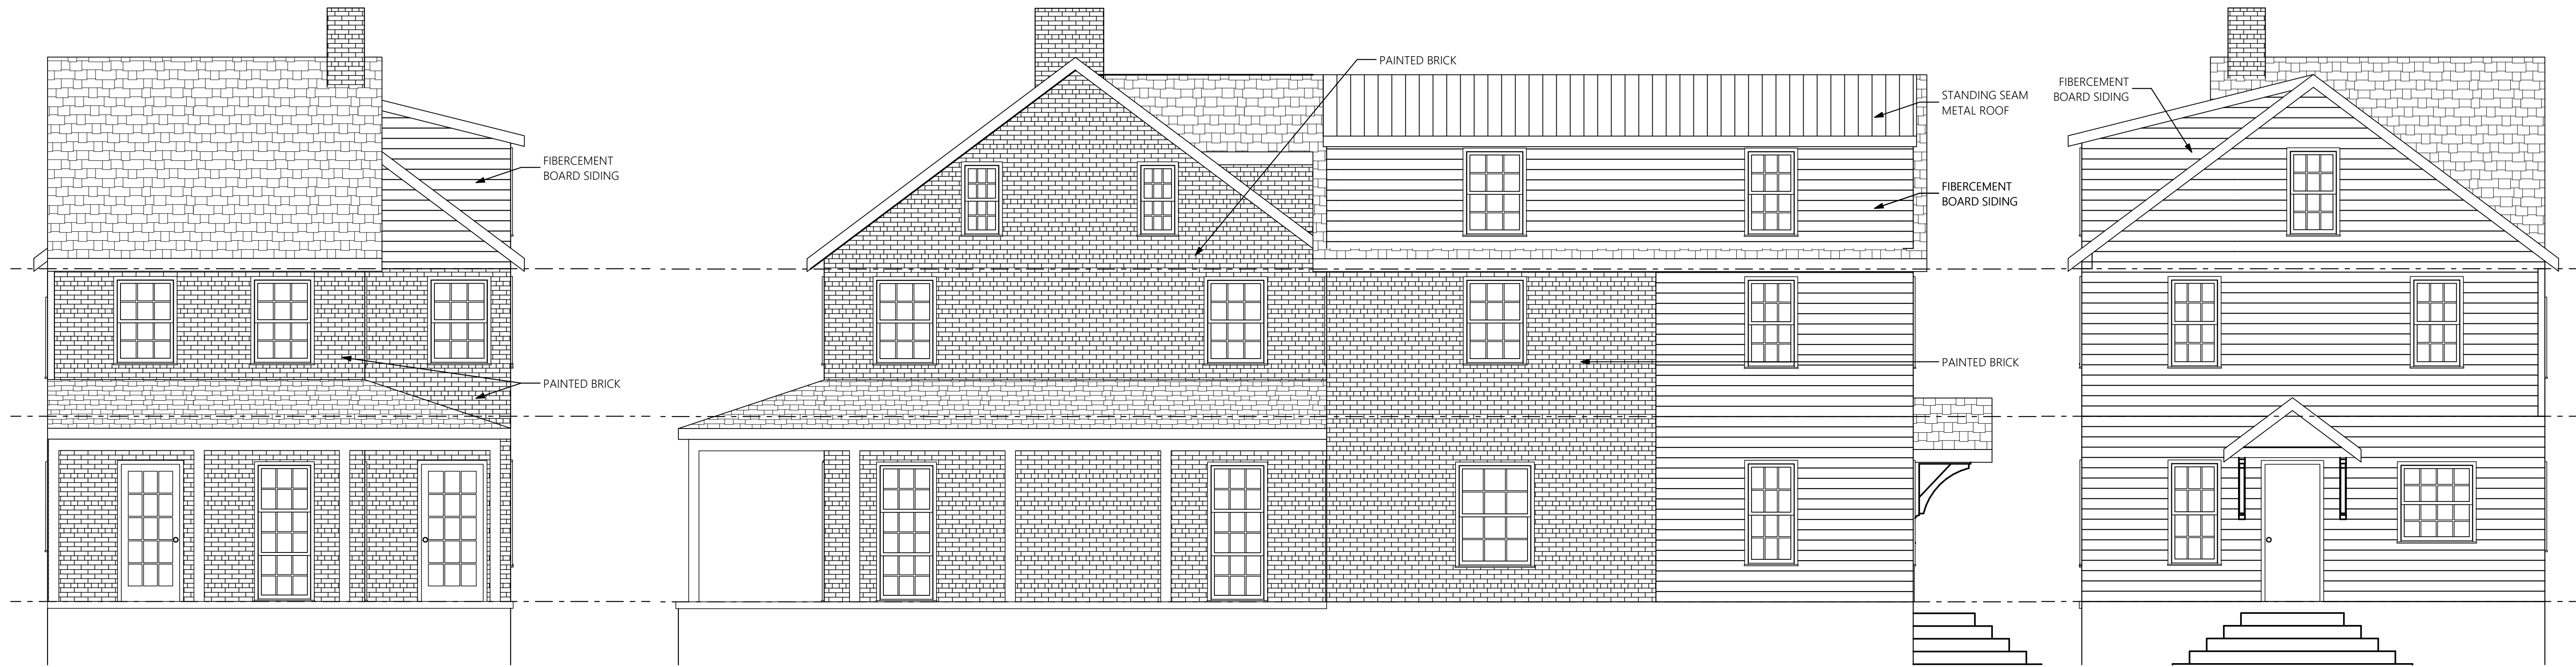 FIBERCEMENT
BOARD SIDING
PAINTED BRICK
PAINTED BRICK
STANDING SEAM
METAL ROOF
FIBERCEMENT
BOARD SIDING
PAINTED BRICK
FIBERCEMENT
BOARD SIDING